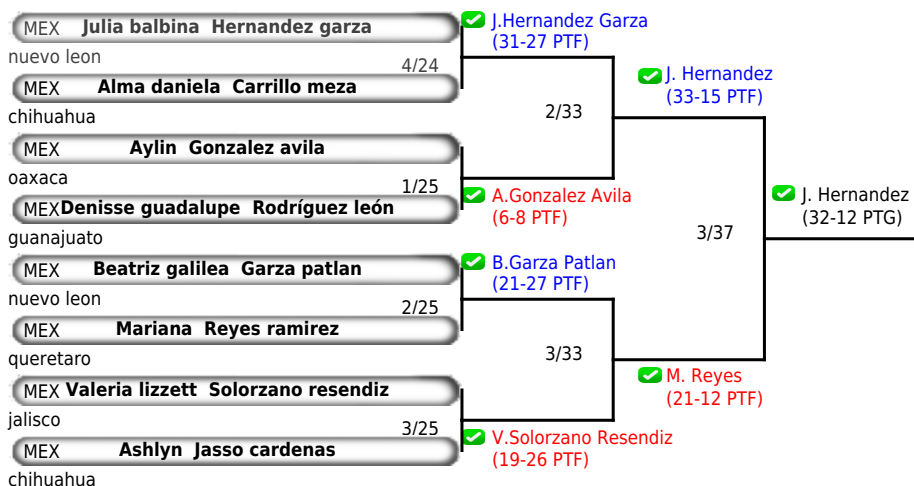 MEX Julia balbina Hernandez garza
nuevo leon
4/24
MEX Alma daniela Carrillo meza
chihuahua
MEX Aylin Gonzalez avila
oaxaca
1/25
MEX Denisse guadalupe Rodríguez león
guanajuato
MEX Beatriz galilea Garza patlan
nuevo leon
2/25
MEX Mariana Reyes ramirez
queretaro
MEX Valeria lizzett Solorzano resendiz
jalisco
3/25
MEX Ashlyn Jasso cardenas
chihuahua
J.Hernandez Garza
(31-27 PTF)
2/33
A.Gonzalez Avila
(6-8 PTF)
B.Garza Patlan
(21-27 PTF)
3/33
V.Solorzano Resendiz
(19-26 PTF)
J. Hernandez
(33-15 PTF)
3/37
M. Reyes
(21-12 PTF)
J. Hernandez
(32-12 PTG)